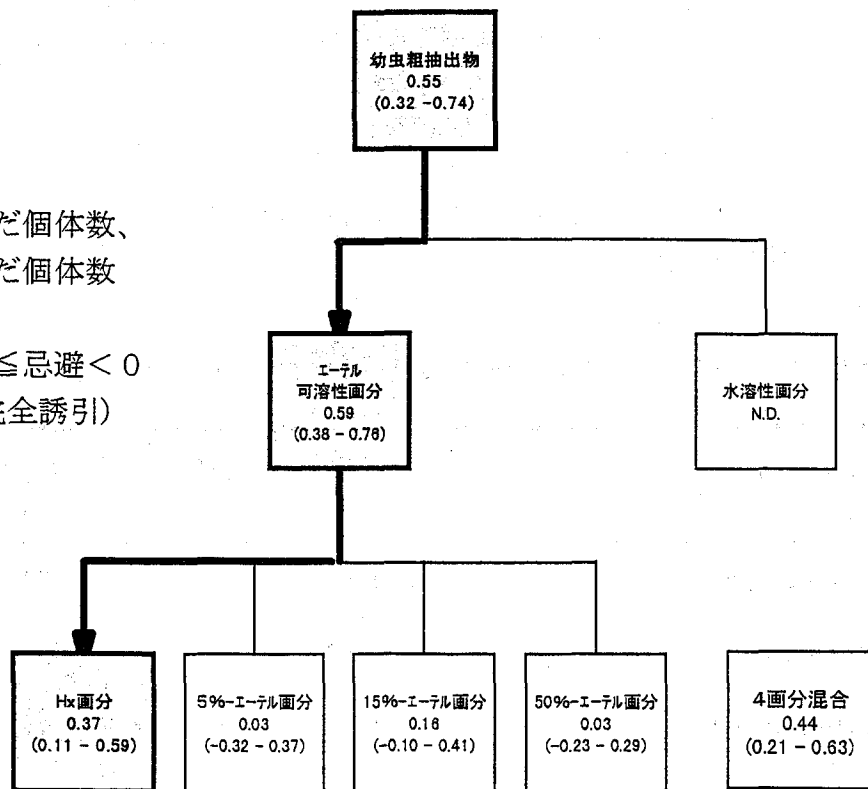 幼虫粗抽出物
0.55
(0.32 -0.74)
だ個体数、
だ個体数
≦忌避<0
全誘引)
エーテル
可溶性画分
0.59
(0.38 - 0.76)
水溶性画分
N.D.
Hx画分
0.37
(0.11 - 0.59)
5%-エーテル画分
0.03
(-0.32 - 0.37)
15%-エーテル画分
0.16
(-0.10 - 0.41)
50%-エーテル画分
0.03
(-0.23 - 0.29)
4画分混合
0.44
(0.21 - 0.63)